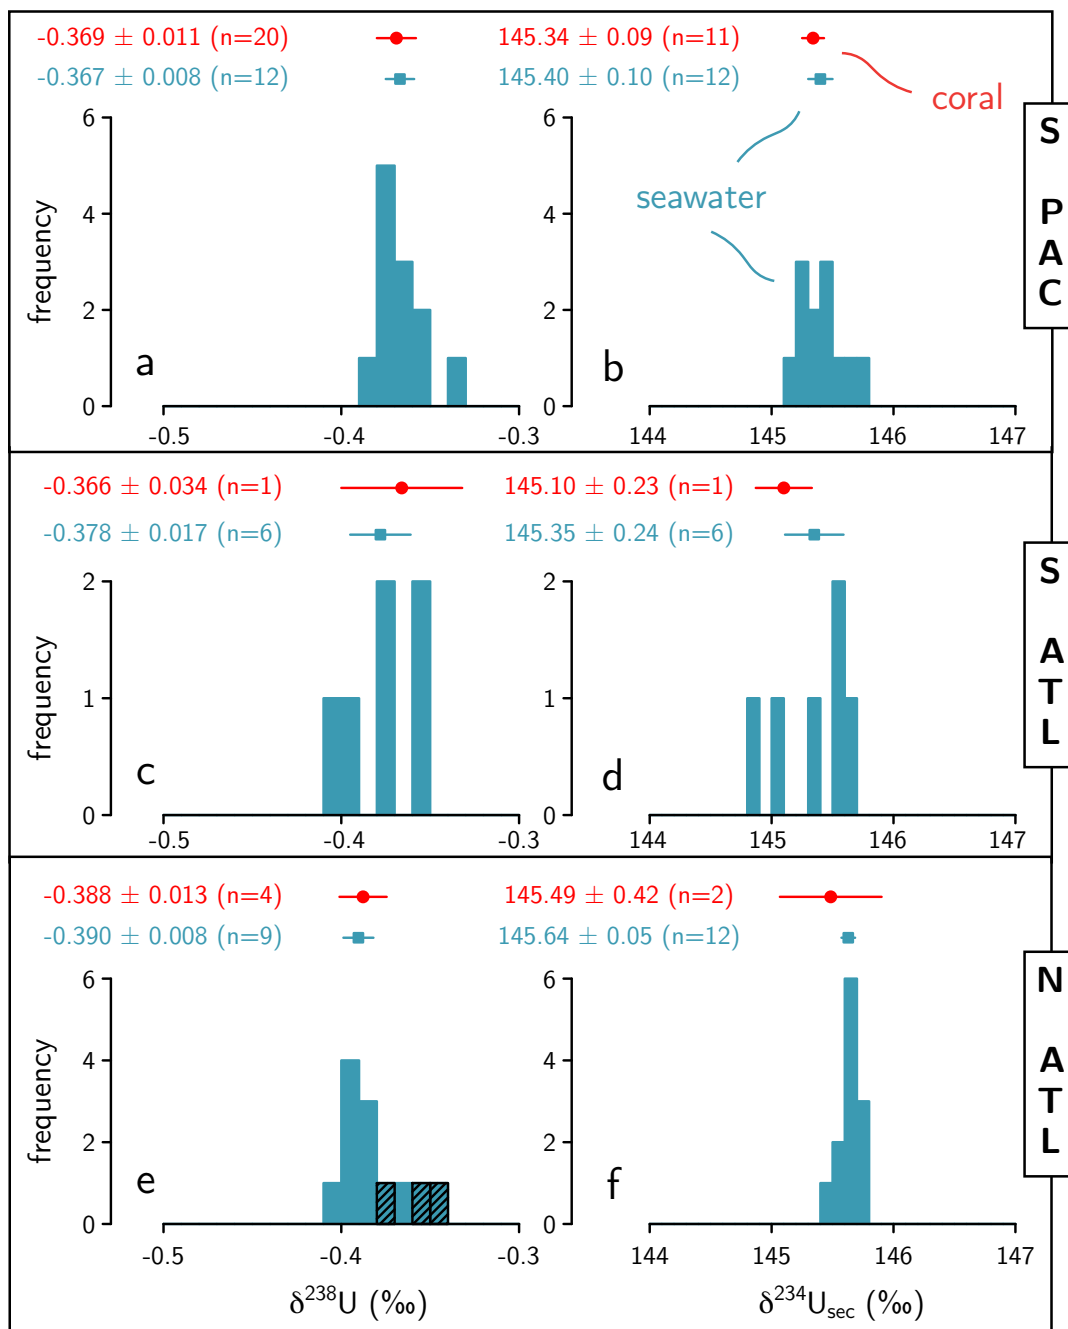 -0.369 ± 0.011 (n=20)
145.34 ± 0.09 (n=11)
-0.367 ± 0.008 (n=12)
145.40 ± 0.10 (n=12)
coral
seawater
frequency
6
4
2
0
a
-0.5
-0.4
-0.3
6
4
2
0
b
144
145
146
147
S PAC
-0.366 ± 0.034 (n=1)
145.10 ± 0.23 (n=1)
-0.378 ± 0.017 (n=6)
145.35 ± 0.24 (n=6)
frequency
2
1
0
c
-0.5
-0.4
-0.3
2
1
0
d
144
145
146
147
S ATL
-0.388 ± 0.013 (n=4)
145.49 ± 0.42 (n=2)
-0.390 ± 0.008 (n=9)
145.64 ± 0.05 (n=12)
frequency
6
4
2
0
e
-0.5
-0.4
-0.3
δ²³⁸U (‰)
6
4
2
0
f
144
145
146
147
δ²³⁴U_sec (‰)
N ATL